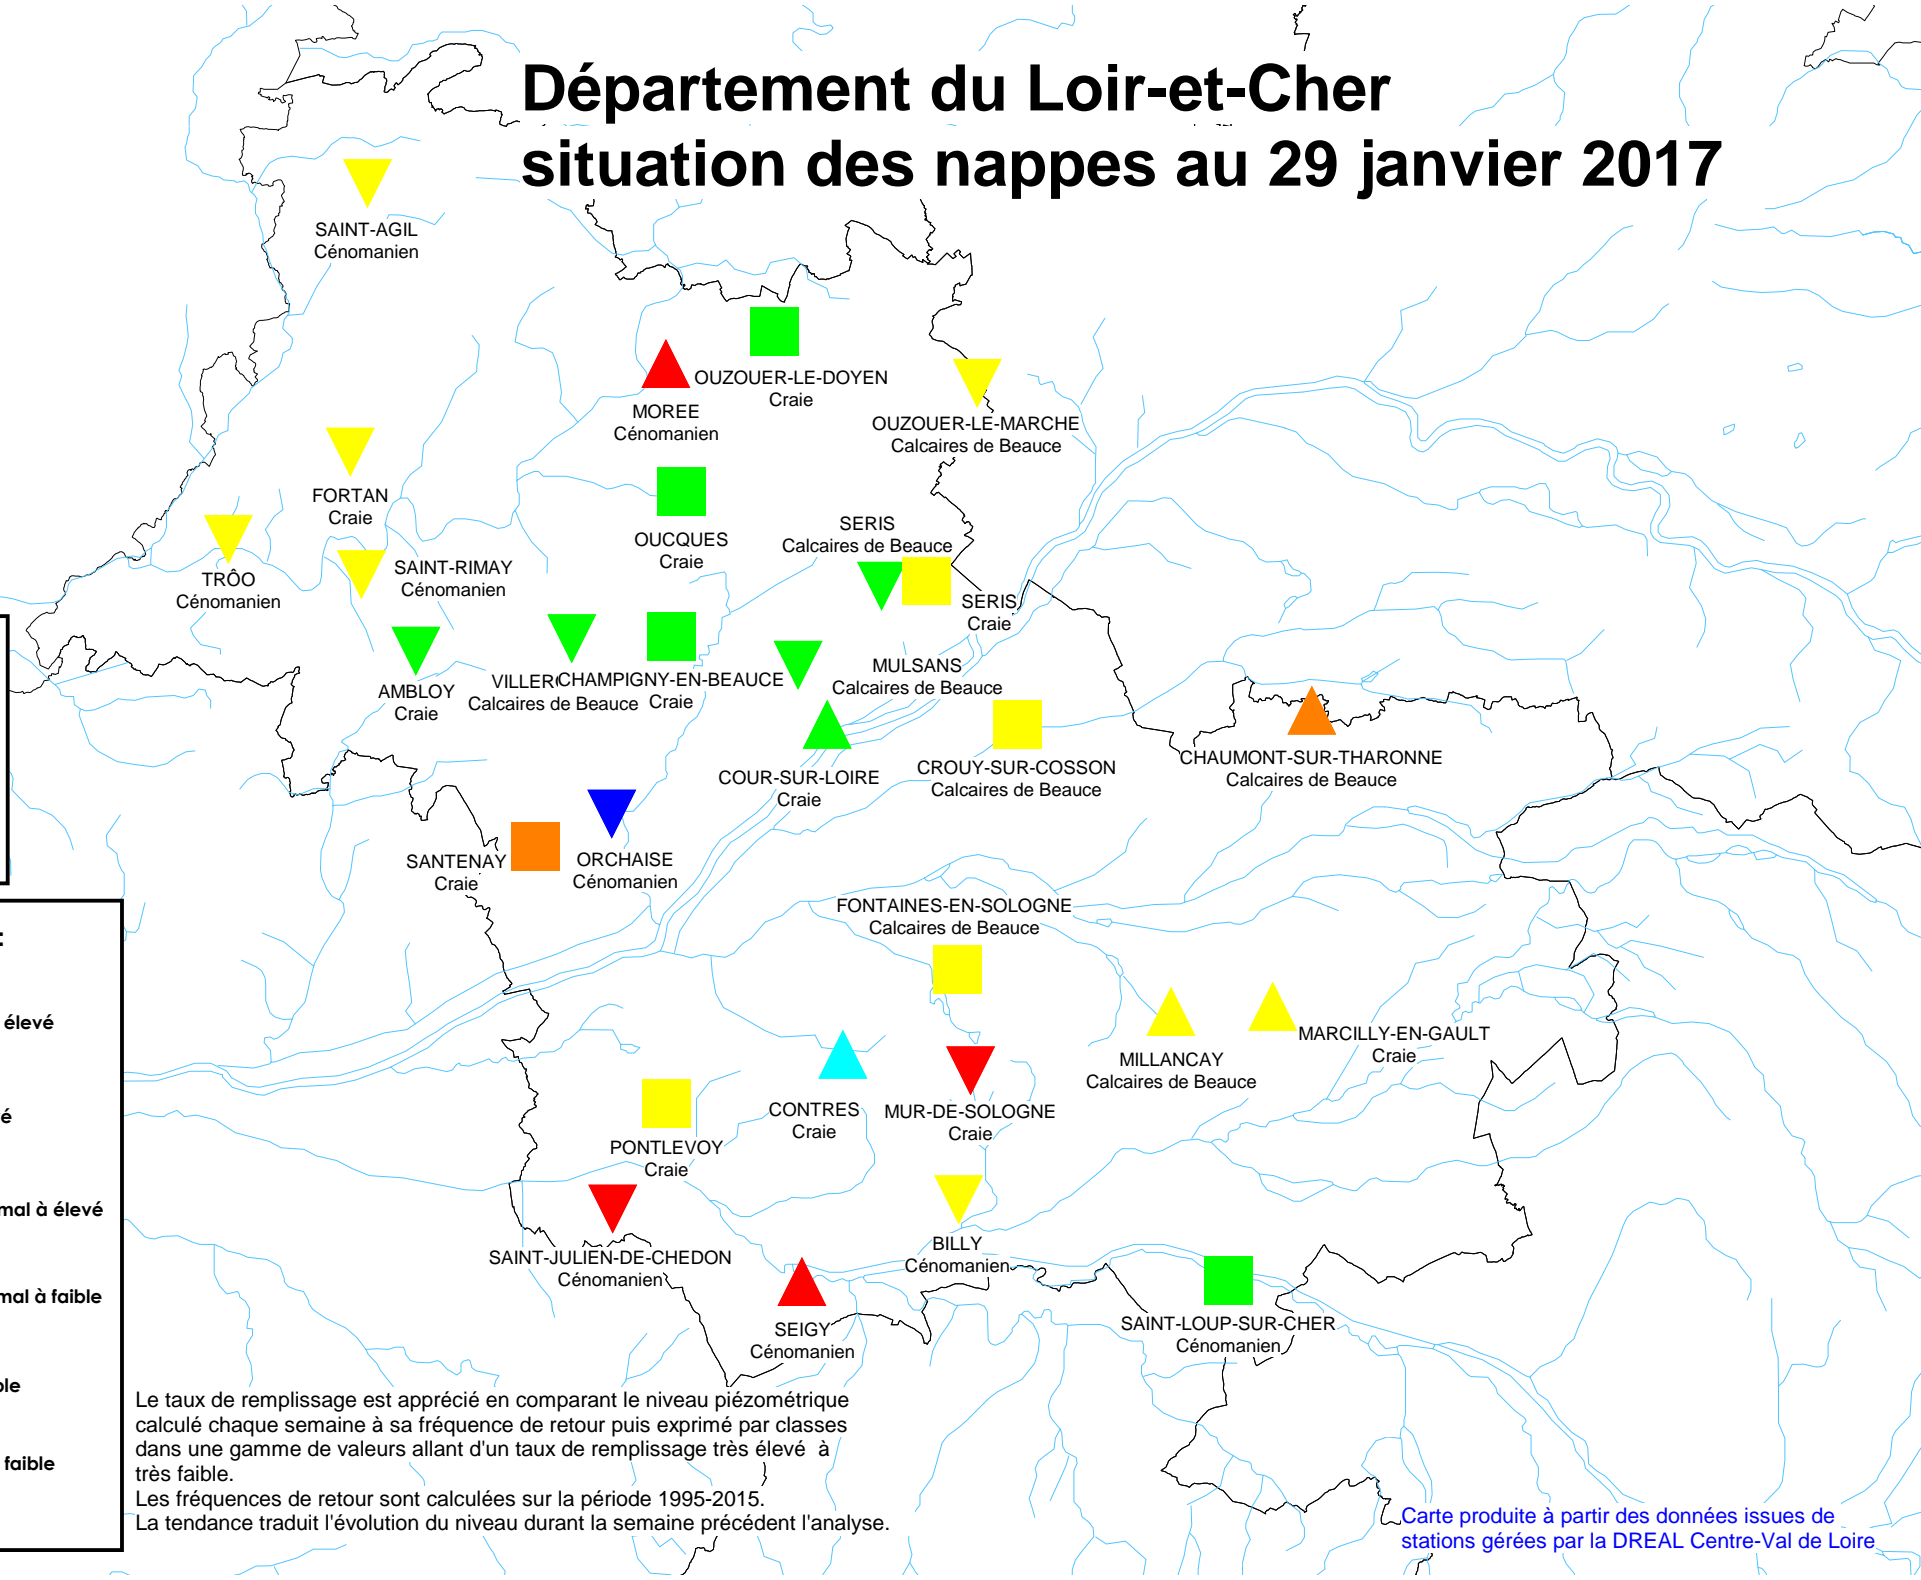 Département du Loir-et-Cher
situation des nappes au 29 janvier 2017
SAINT-AGIL
Cénomanien
OUZOUER-LE-DOYEN
Craie
MOREE
Cénomanien
OUZOUER-LE-MARCHE
Calcaires de Beauce
FORTAN
Craie
OUCQUES
Craie
SERIS
Calcaires de Beauce
TRÔO
Cénomanien
SAINT-RIMAY
Cénomanien
SERIS
Craie
AMBLOY
Craie
Calcaires de Beauce
CHAMPIGNY-EN-BEAUCE
Craie
MULSANS
Calcaires de Beauce
COUR-SUR-LOIRE
Craie
CROUY-SUR-COSSON
Calcaires de Beauce
CHAUMONT-SUR-THARONNE
Calcaires de Beauce
SANTENAY
Craie
ORCHAISE
Cénomanien
FONTAINES-EN-SOLOGNE
Calcaires de Beauce
MILLANCAY
Calcaires de Beauce
MARCILLY-EN-GAULT
Craie
CONTRES
Craie
MUR-DE-SOLOGNE
Craie
PONTLEVOY
Craie
SAINT-JULIEN-DE-CHEDON
Cénomanien
BILLY
Cénomanien
SEIGY
Cénomanien
SAINT-LOUP-SUR-CHER
Cénomanien
:
élevé
à élevé
à faible
faible
Le taux de remplissage est apprécié en comparant le niveau piézométrique
calculé chaque semaine à sa fréquence de retour puis exprimé par classes
dans une gamme de valeurs allant d'un taux de remplissage très élevé à
très faible.
Les fréquences de retour sont calculées sur la période 1995-2015.
La tendance traduit l'évolution du niveau durant la semaine précédent l'analyse.
Carte produite à partir des données issues de
stations gérées par la DREAL Centre-Val de Loire